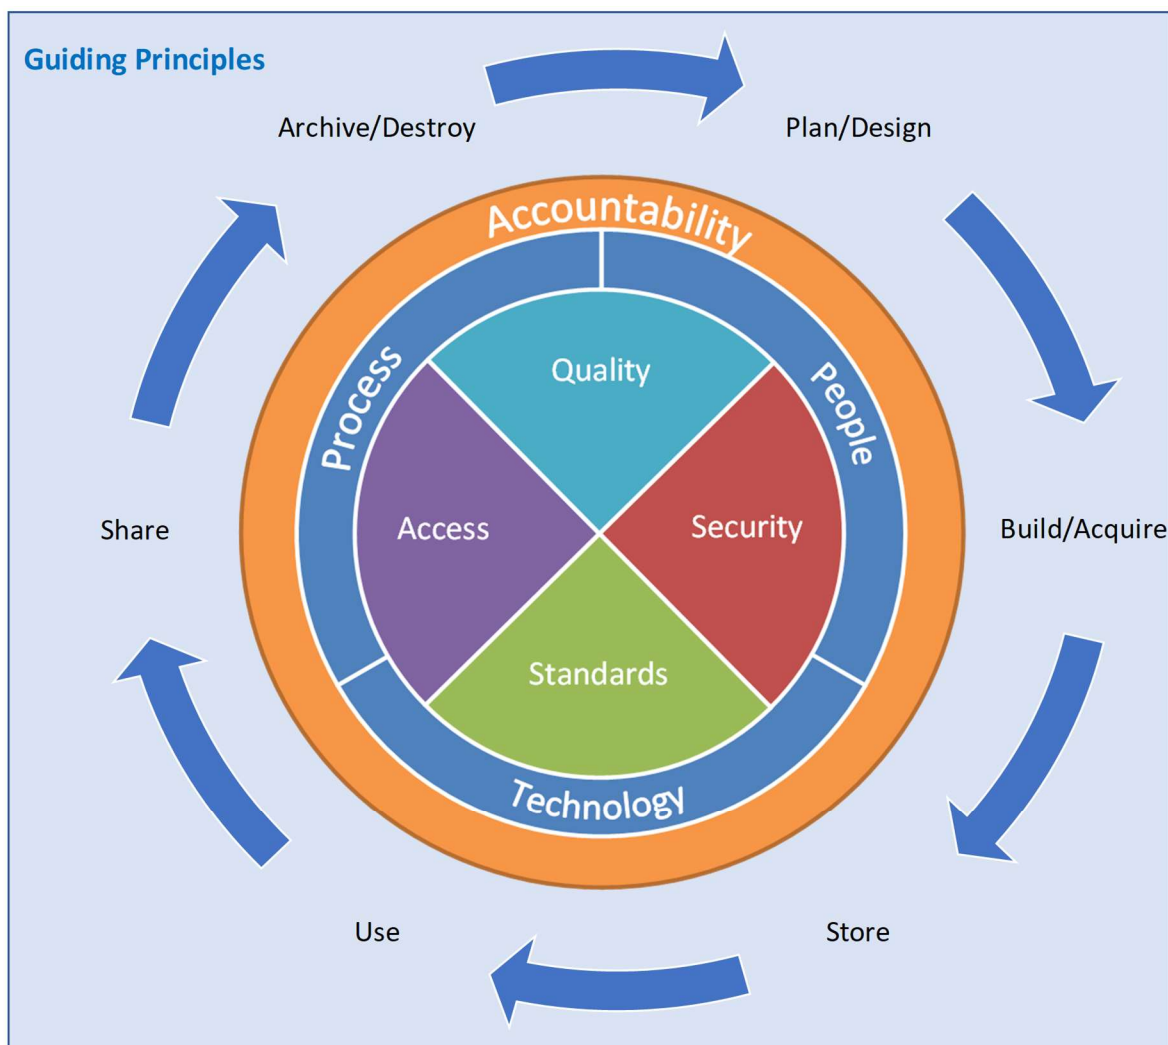 Guiding Principles
Archive/Destroy
Plan/Design
Accountability
Process
Quality
People
Share
Access
Security
Build/Acquire
Standards
Technology
Use
Store